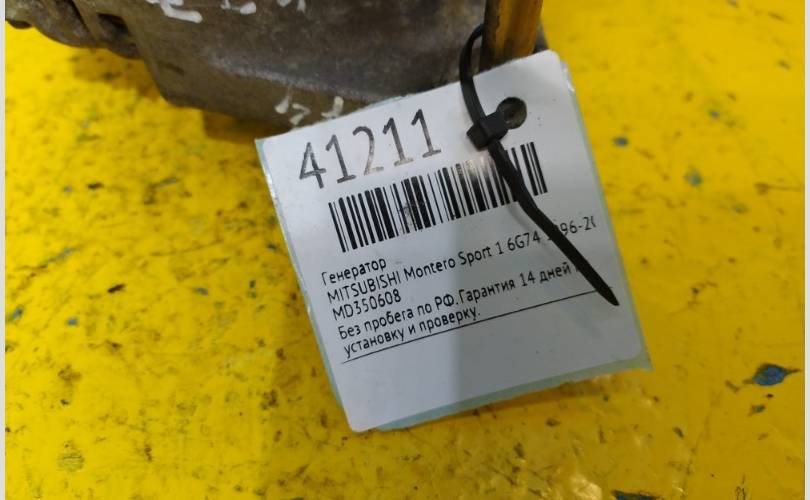 41211
Генератор
MITSUBISHI Montero Sport 1 6G74
MD350608
Без пробега по РФ.Гарантия 14 дней
установку и проверку.